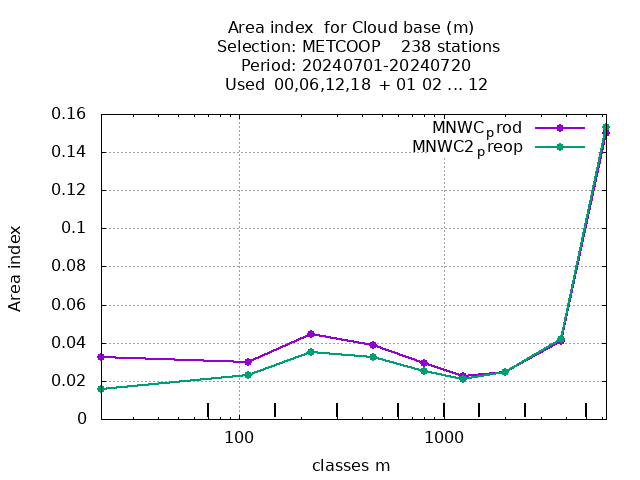 Area index  for Cloud base (m)
Selection: METCOOP    238 stations
Period: 20240701-20240720
Used  00,06,12,18  + 01 02 ... 12
MNWCprod
MNWC2preop
0.16
0.14
0.12
0.1
0.08
0.06
0.04
0.02
0
Area index
100
1000
classes m